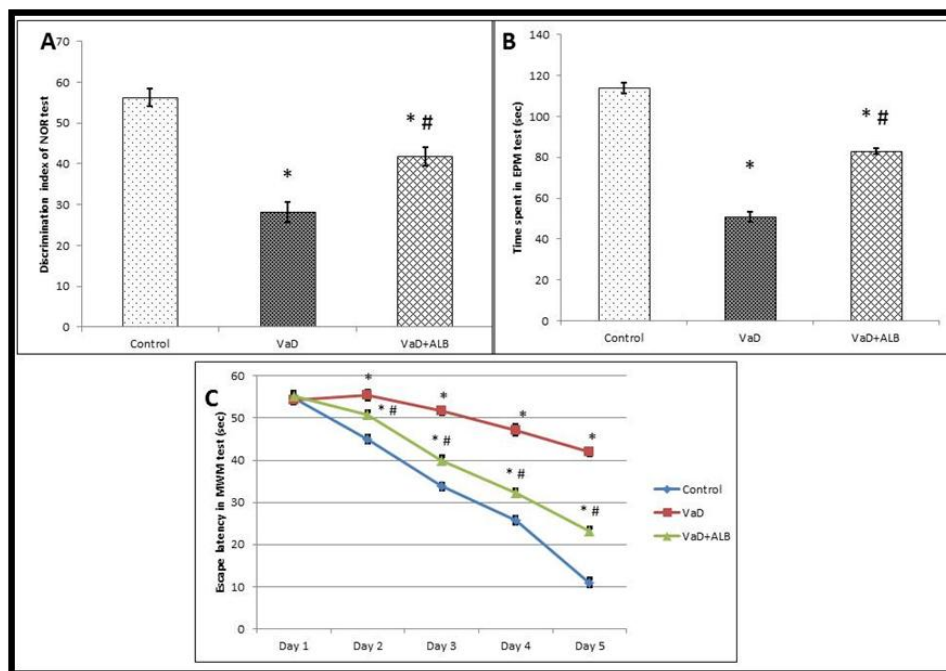 A
Discrimination index of NOR test
70
60
50
40
30
20
10
0
*
* #
Control
VaD
VaD+ALB
B
Time spent in EPM test (sec)
140
120
100
80
60
40
20
0
*
* #
Control
VaD
VaD+ALB
C
Escape latency in MWM test (sec)
60
50
40
30
20
10
0
*
*
*
*
* #
* #
* #
* #
Day 1
Day 2
Day 3
Day 4
Day 5
Control
VaD
VaD+ALB